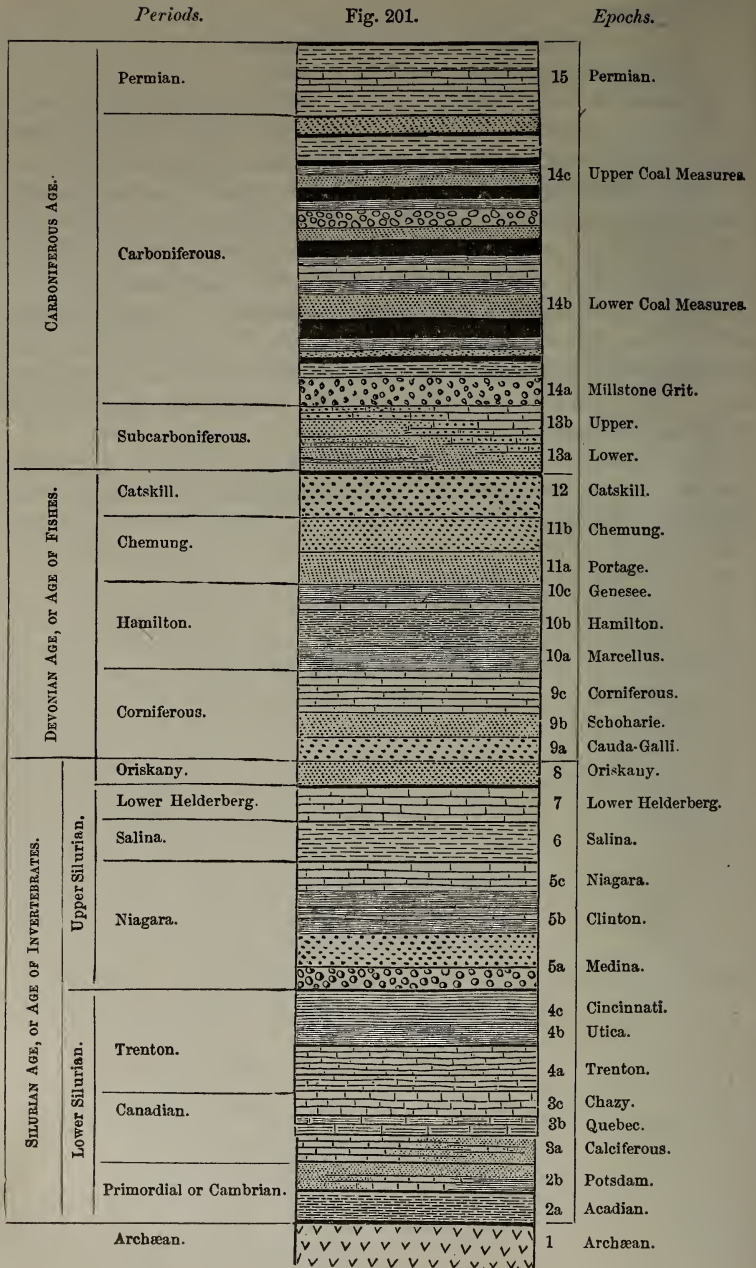 Periods. Fig. 201. Epochs.
CARBONIFEROUS AGE.
Permian. 15 Permian.
Carboniferous.
14c Upper Coal Measures
14b Lower Coal Measures
14a Millstone Grit.
Subcarboniferous.
13b Upper.
13a Lower.
DEVONIAN AGE, OR AGE OF FISHES.
Catskill. 12 Catskill.
Chemung.
11b Chemung.
11a Portage.
Hamilton.
10c Genesee.
10b Hamilton.
10a Marcellus.
Corniferous.
9c Corniferous.
9b Schoharie.
9a Cauda-Galli.
SILURIAN AGE, OR AGE OF INVERTEBRATES.
Upper Silurian.
Oriskany. 8 Oriskany.
Lower Helderberg. 7 Lower Helderberg.
Salina. 6 Salina.
Niagara.
5c Niagara.
5b Clinton.
5a Medina.
Lower Silurian.
Trenton.
4c Cincinnati.
4b Utica.
4a Trenton.
Canadian.
3c Chazy.
3b Quebec.
3a Calciferous.
Primordial or Cambrian.
2b Potsdam.
2a Acadian.
Archæan. 1 Archæan.